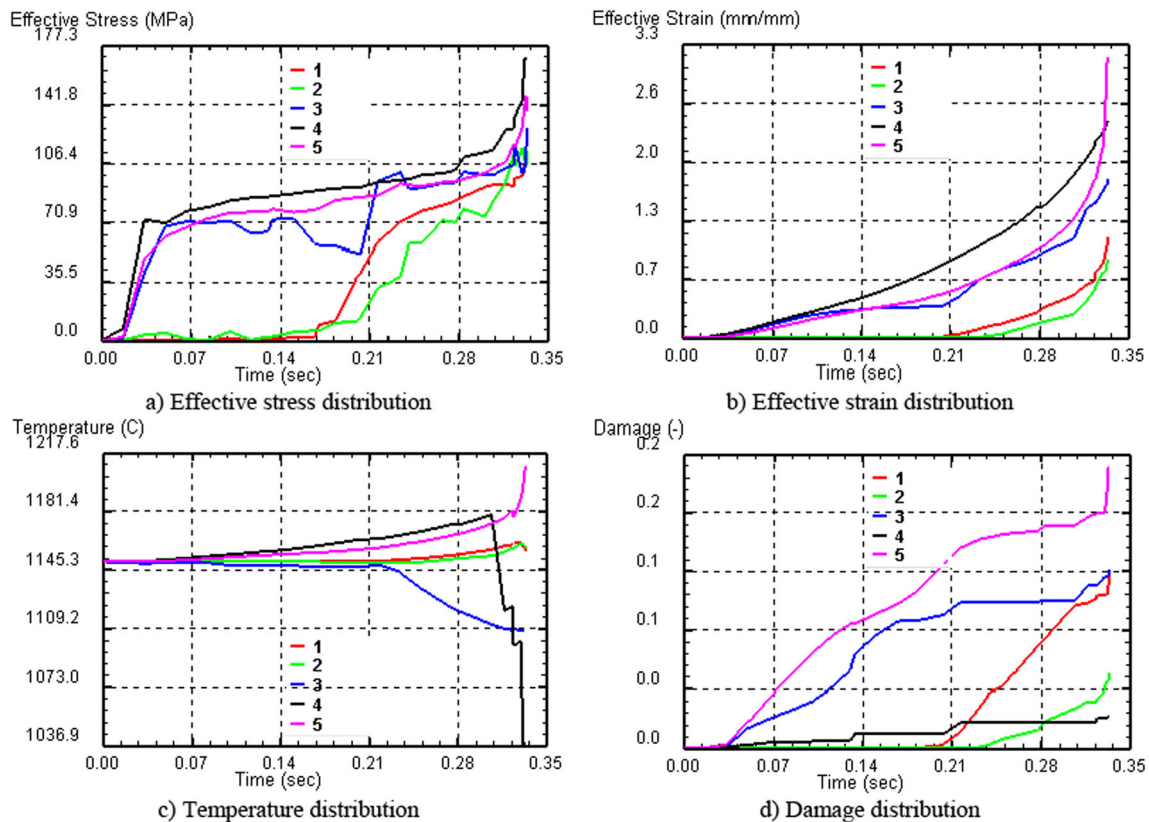 Effective Stress (MPa)
177.3
141.8
106.4
70.9
35.5
0.0
0.00 0.07 0.14 0.21 0.28 0.35
Time (sec)
1
2
3
4
5
a) Effective stress distribution
Effective Strain (mm/mm)
3.3
2.6
2.0
1.3
0.7
0.0
0.00 0.07 0.14 0.21 0.28 0.35
Time (sec)
1
2
3
4
5
b) Effective strain distribution
Temperature (C)
1217.6
1181.4
1145.3
1109.2
1073.0
1036.9
0.00 0.07 0.14 0.21 0.28 0.35
Time (sec)
1
2
3
4
5
c) Temperature distribution
Damage (-)
0.2
0.2
0.1
0.1
0.0
0.0
0.00 0.07 0.14 0.21 0.28 0.35
Time (sec)
1
2
3
4
5
d) Damage distribution